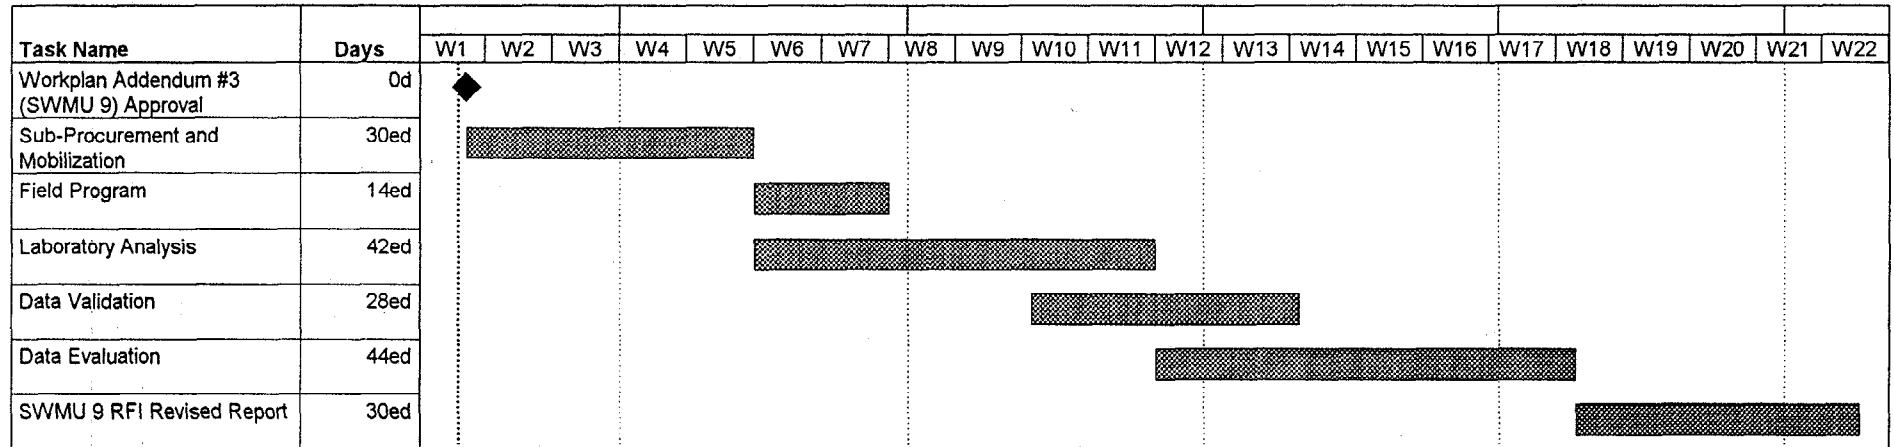 Task Name Days W1 W2 W3 W4 W5 W6 W7 W8 W9 W10 W11 W12 W13 W14 W15 W16 W17 W18 W19 W20 W21 W22
Workplan Addendum #3 0d
(SWMU 9) Approval
Sub-Procurement and 30ed
Mobilization
Field Program 14ed
Laboratory Analysis 42ed
Data Validation 28ed
Data Evaluation 44ed
SWMU 9 RFI Revised Report 30ed